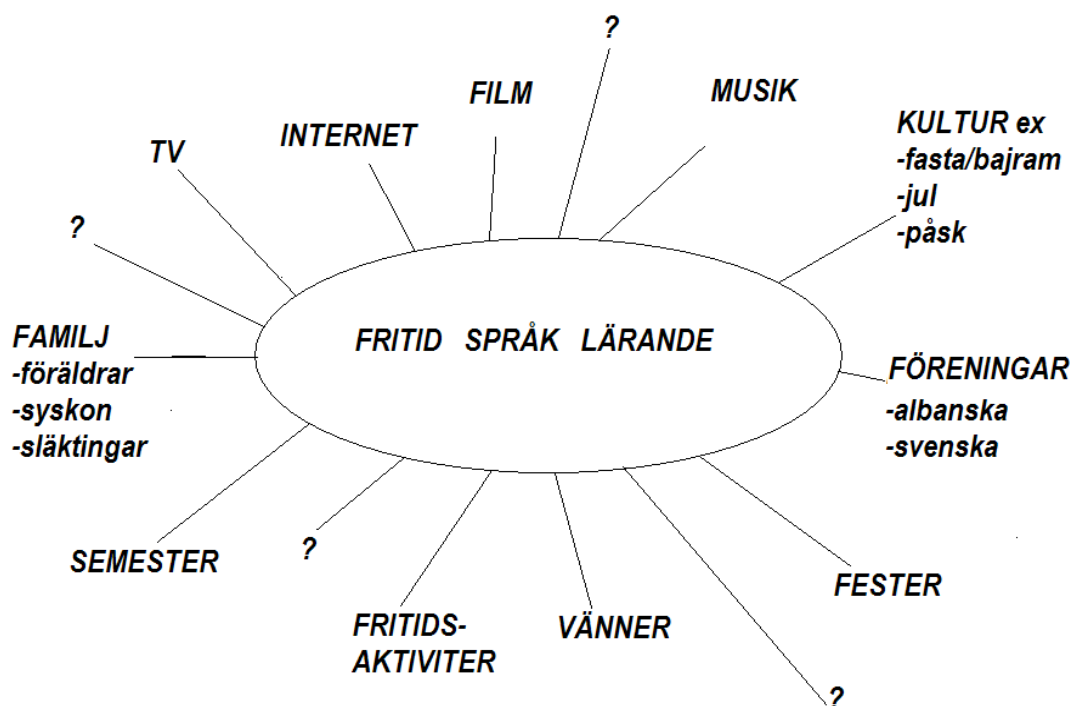 ?
FILM
MUSIK
INTERNET
TV
KULTUR ex
-fasta/bajram
-jul
-påsk
?
FRITID SPRÅK LÄRANDE
FAMILJ
-föräldrar
-syskon
-släktingar
FÖRENINGAR
-albanska
-svenska
SEMESTER
?
FRITIDS-
AKTIVITER
VÄNNER
FESTER
?